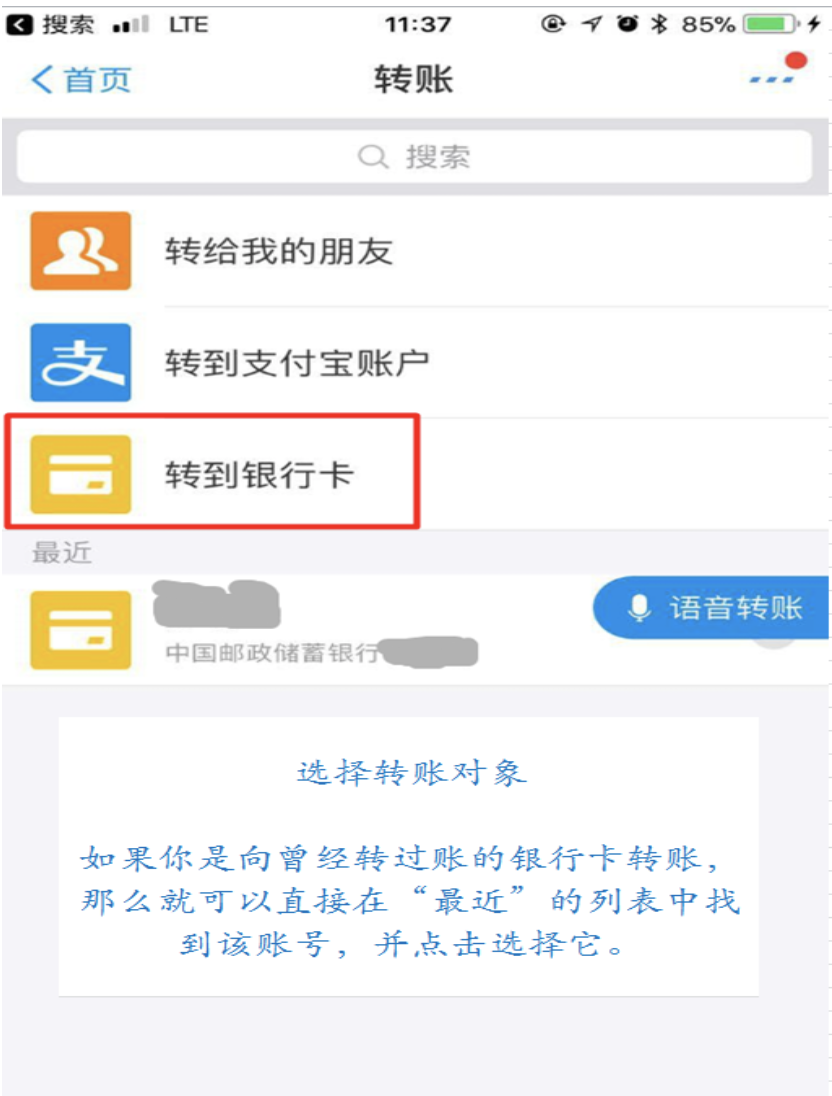 搜索 LTE 11:37 85%
首页 转账
搜索
转给我的朋友
支 转到支付宝账户
转到银行卡
最近
语音转账
中国邮政储蓄银行
选择转账对象
如果你是向曾经转过账的银行卡转账，
那么就可以直接在“最近”的列表中找
到该账号，并点击选择它。